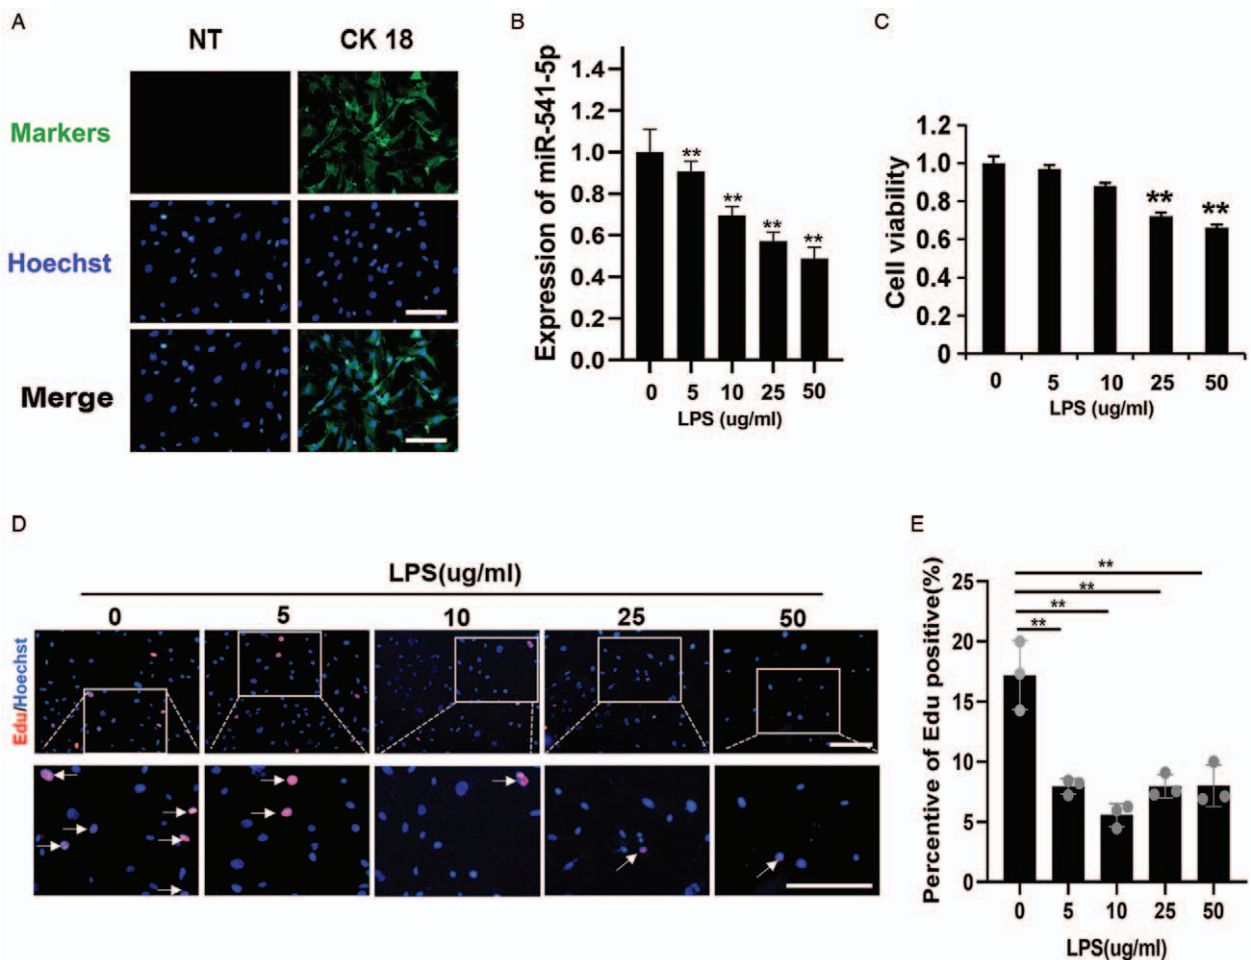 A
NT CK 18
Markers
Hoechst
Merge
B
Expression of miR-541-5p
1.4
1.2
1.0
0.8
0.6
0.4
0.2
0.0
**
**
**
**
0 5 10 25 50
LPS (ug/ml)
C
Cell viability
1.2
1.0
0.8
0.6
0.4
0.2
0
**
**
0 5 10 25 50
LPS (ug/ml)
D
LPS(ug/ml)
0 5 10 25 50
Edu/Hoechst
E
Percentive of Edu positive(%)
25
20
15
10
5
0
**
**
**
**
0 5 10 25 50
LPS(ug/ml)